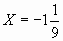 X = −1 1/9